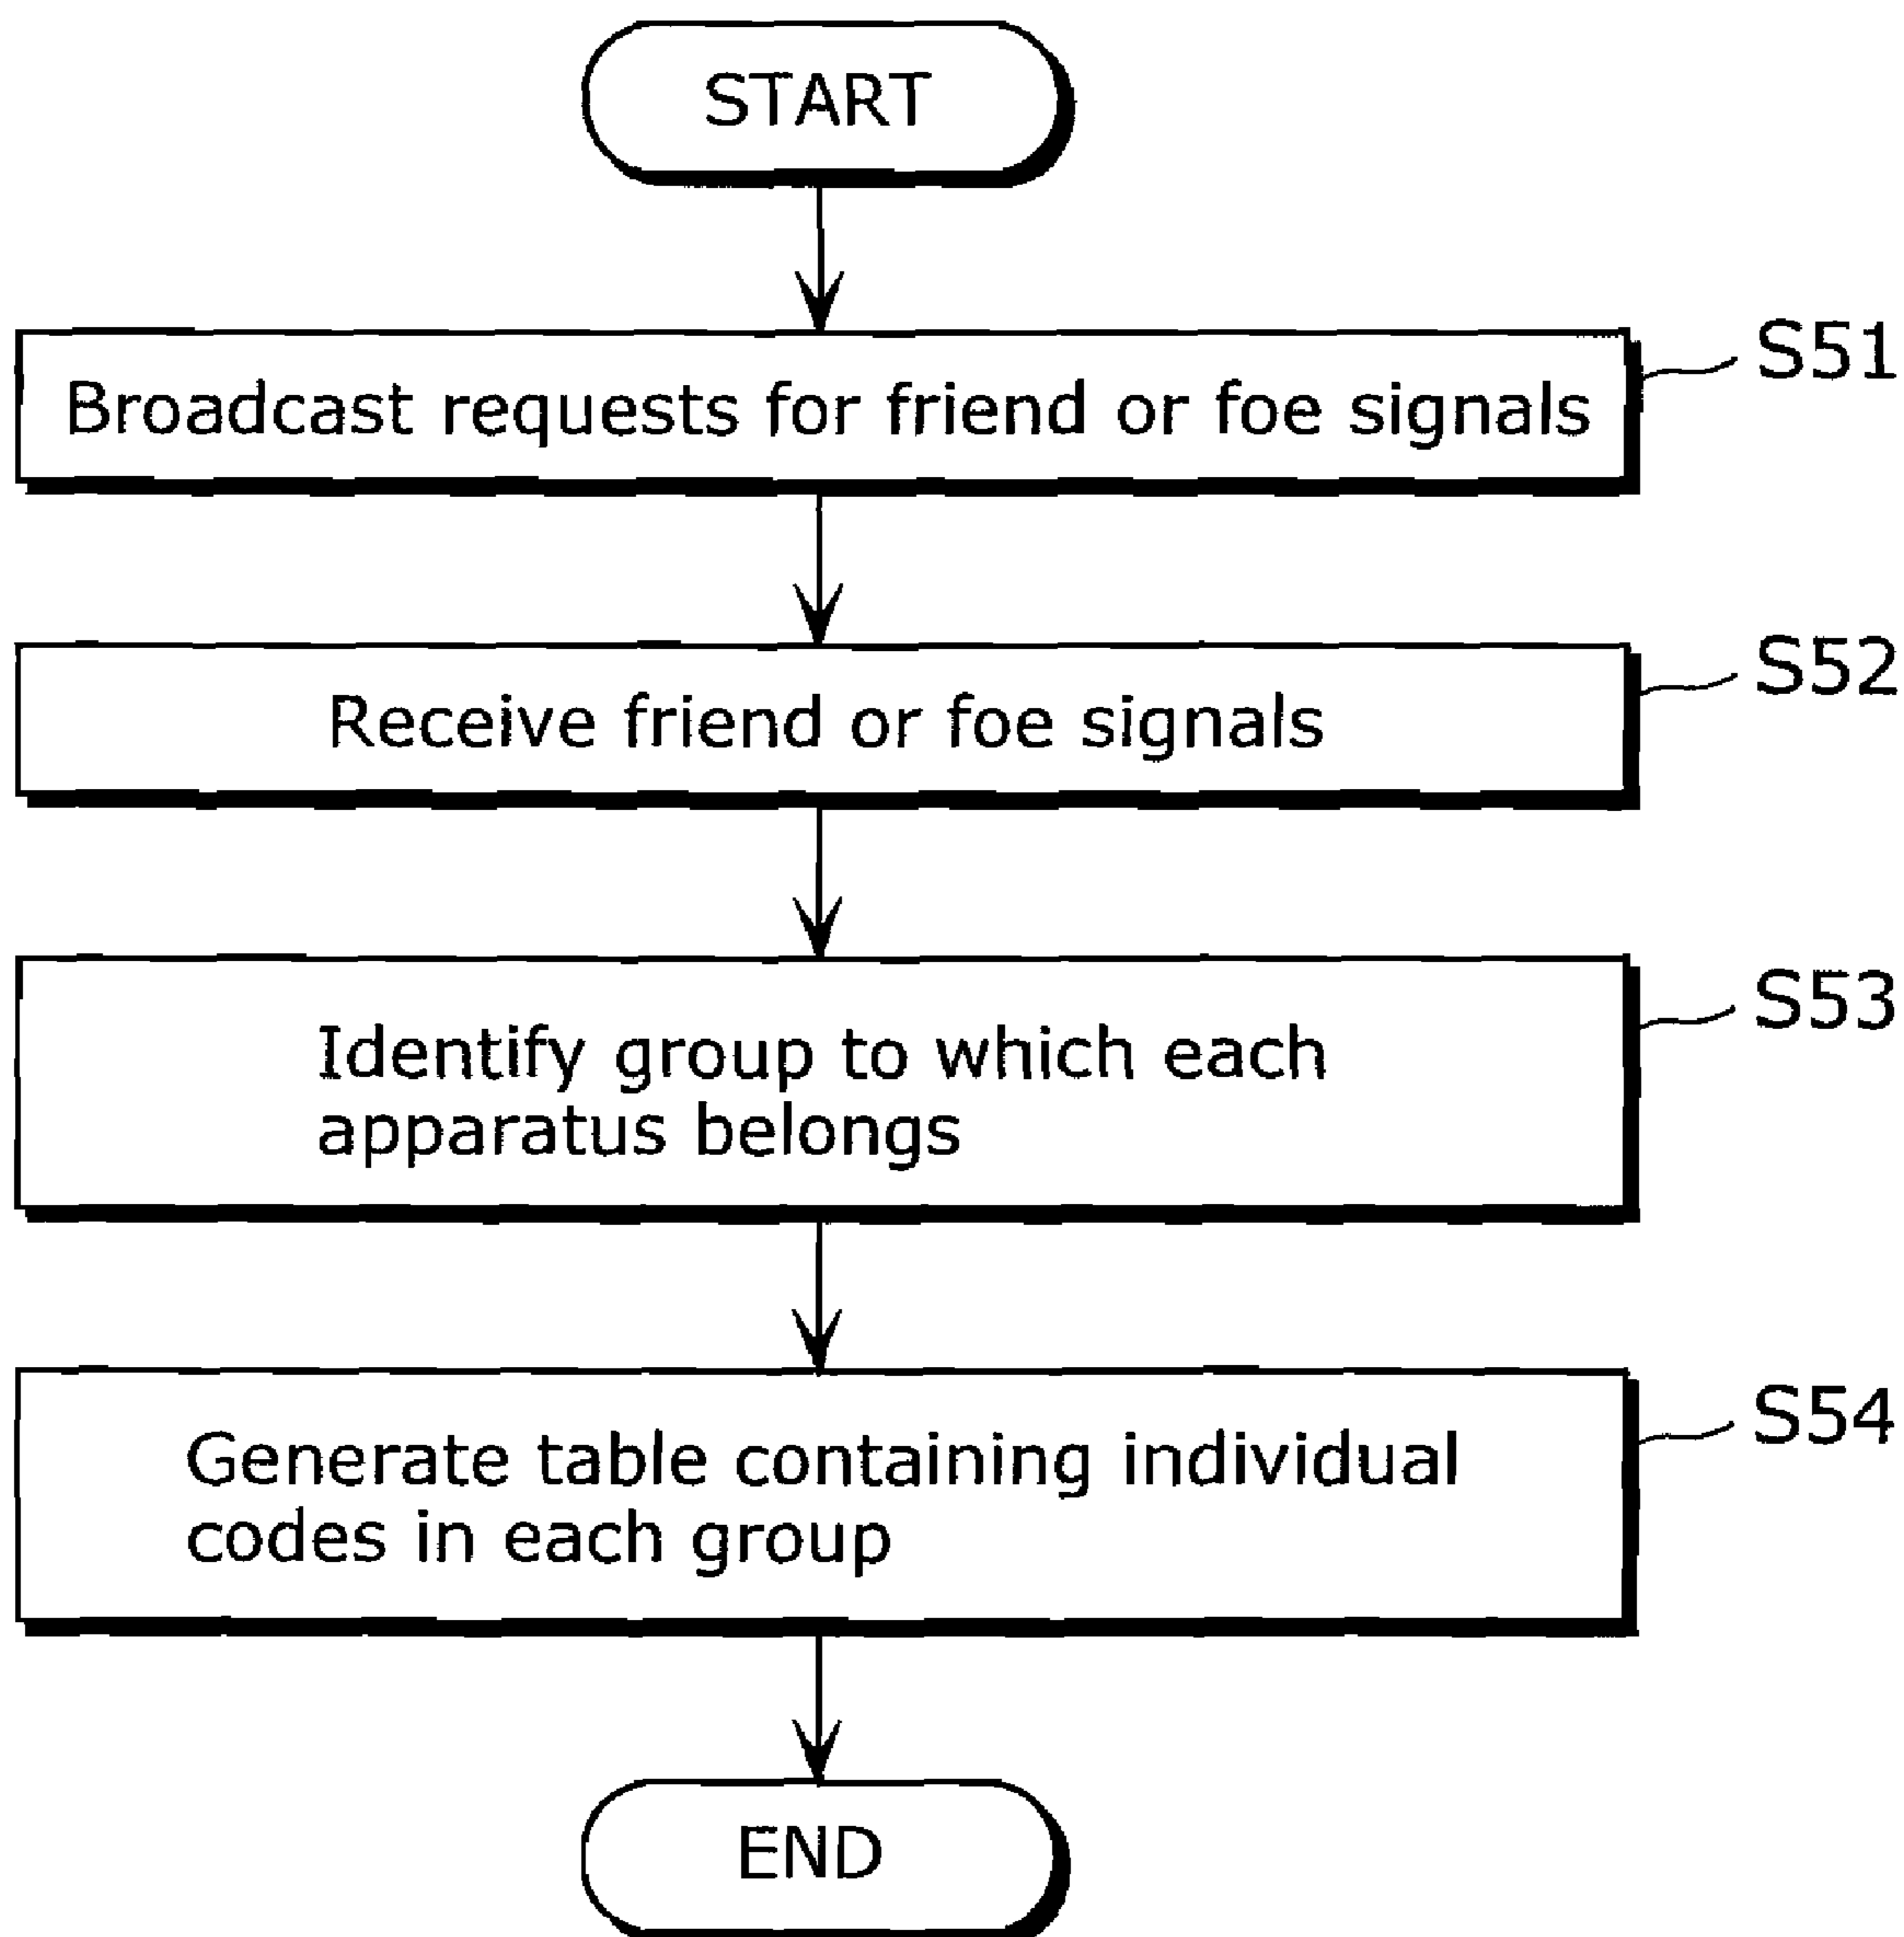 START
Broadcast requests for friend or foe signals
S51
Receive friend or foe signals
S52
Identify group to which each
apparatus belongs
S53
Generate table containing individual
codes in each group
S54
END